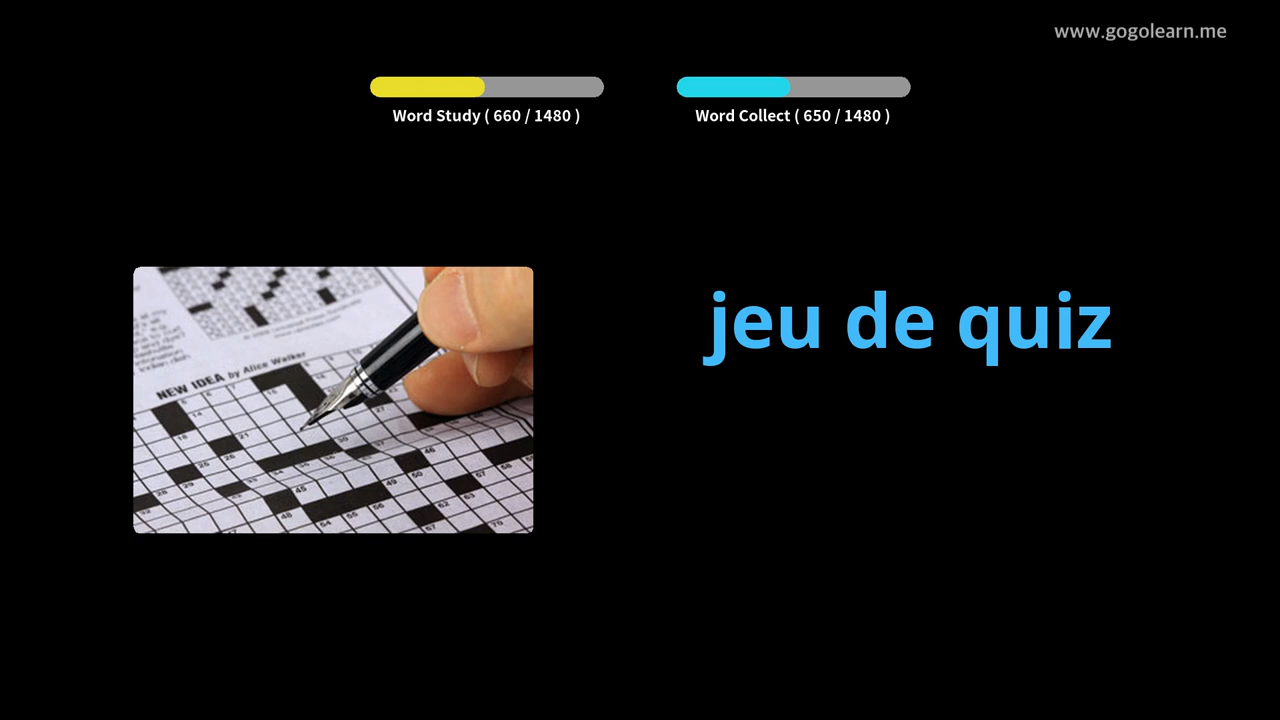 www.gogolearn.me
Word Study ( 660 / 1480 )
Word Collect ( 650 / 1480 )
jeu de quiz
NEW IDEA by Alice Walker